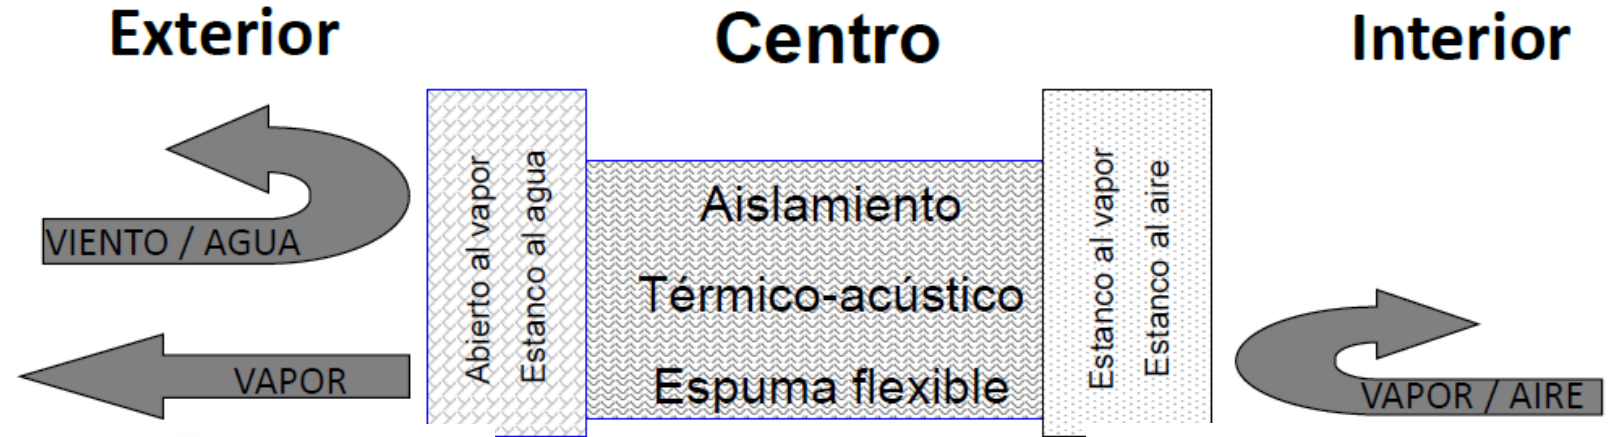 Exterior
Centro
Interior
VIENTO / AGUA
VAPOR
Abierto al vapor
Estanco al agua
Aislamiento
Térmico-acústico
Espuma flexible
Estanco al vapor
Estanco al aire
VAPOR / AIRE